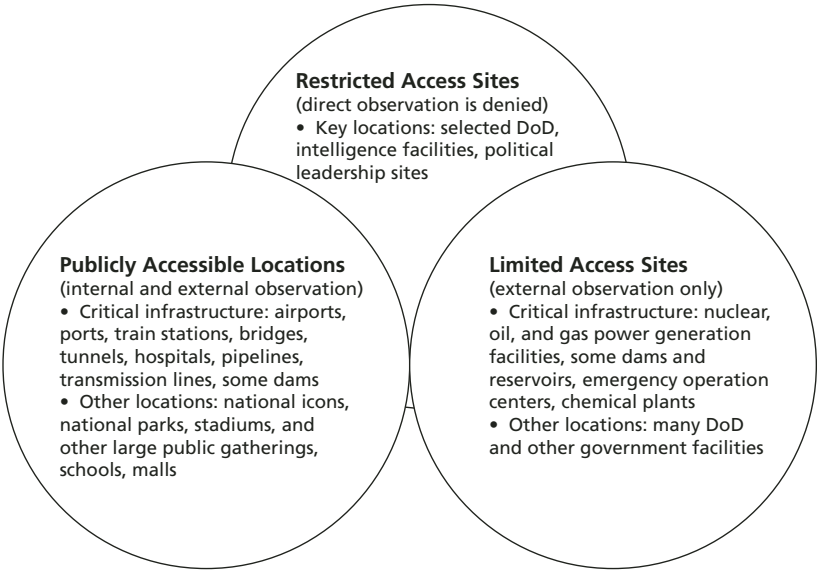 Restricted Access Sites
(direct observation is denied)
• Key locations: selected DoD,
intelligence facilities, political
leadership sites
Publicly Accessible Locations
(internal and external observation)
• Critical infrastructure: airports,
ports, train stations, bridges,
tunnels, hospitals, pipelines,
transmission lines, some dams
• Other locations: national icons,
national parks, stadiums, and
other large public gatherings,
schools, malls
Limited Access Sites
(external observation only)
• Critical infrastructure: nuclear,
oil, and gas power generation
facilities, some dams and
reservoirs, emergency operation
centers, chemical plants
• Other locations: many DoD
and other government facilities